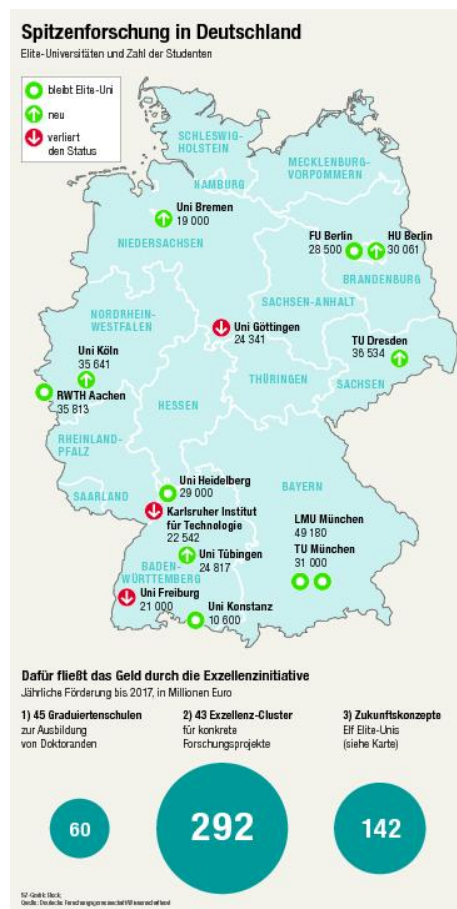 Spitzenforschung in Deutschland
Elite-Universitäten und Zahl der Studenten
bleibt Elite-Uni
neu
verliert
den Status
SCHLESWIG-
HOLSTEIN
MECKLENBURG-
VORPOMMERN
HAMBURG
Uni Bremen
19 000
NIEDERSACHSEN
FU Berlin
28 500
HU Berlin
30 061
BRANDENBURG
SACHSEN-ANHALT
NORDRHEIN-
WESTFALEN
Uni Göttingen
24 341
TU Dresden
36 534
Uni Köln
35 641
RWTH Aachen
35 813
THÜRINGEN
SACHSEN
HESSEN
RHEINLAND-
PFALZ
Uni Heidelberg
29 000
BAYERN
SAARLAND
Karlsruher Institut
für Technologie
22 542
LMU München
49 180
TU München
31 000
Uni Tübingen
24 817
BADEN-
WÜRTTEMBERG
Uni Freiburg
21 000
Uni Konstanz
10 600
Dafür fließt das Geld durch die Exzellenzinitiative
Jährliche Förderung bis 2017, in Millionen Euro
1) 45 Graduiertenschulen
zur Ausbildung
von Doktoranden
2) 43 Exzellenz-Cluster
für konkrete
Forschungsprojekte
3) Zukunftskonzepte
Elf Elite-Unis
(siehe Karte)
60
292
142
Quelle: Deutsche Forschungsgemeinschaft/Wissenschaftsrat